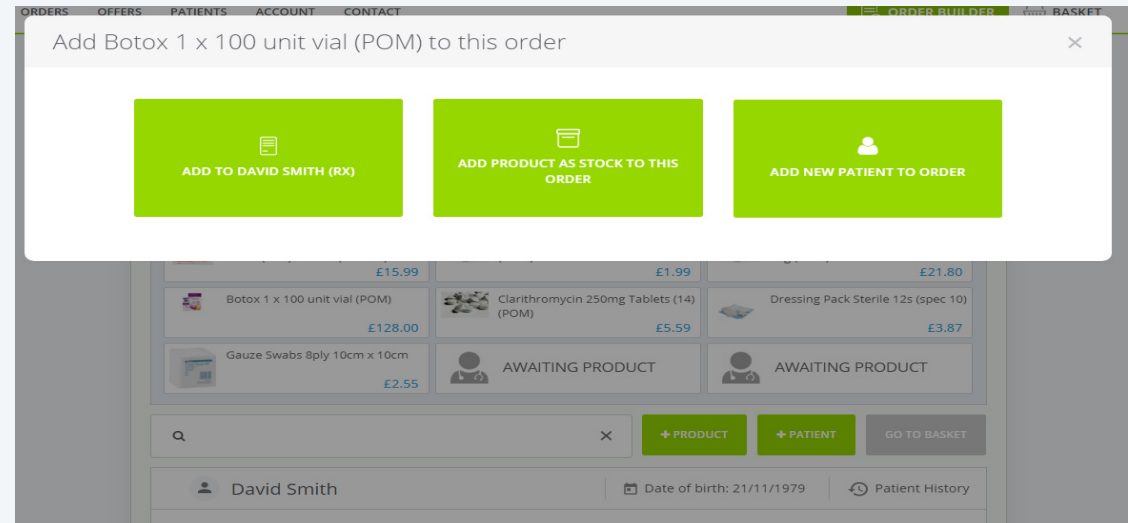 ORDERS OFFERS PATIENTS ACCOUNT CONTACT ORDER BUILDER BASKET
Add Botox 1 x 100 unit vial (POM) to this order
ADD TO DAVID SMITH (RX)
ADD PRODUCT AS STOCK TO THIS
ORDER
ADD NEW PATIENT TO ORDER
£15.99 £1.99 £21.80
Botox 1 x 100 unit vial (POM)
£128.00
Clarithromycin 250mg Tablets (14)
(POM)
£5.59
Dressing Pack Sterile 12s (spec 10)
£3.87
Gauze Swabs 8ply 10cm x 10cm
£2.55
AWAITING PRODUCT
AWAITING PRODUCT
+ PRODUCT + PATIENT GO TO BASKET
David Smith Date of birth: 21/11/1979 Patient History